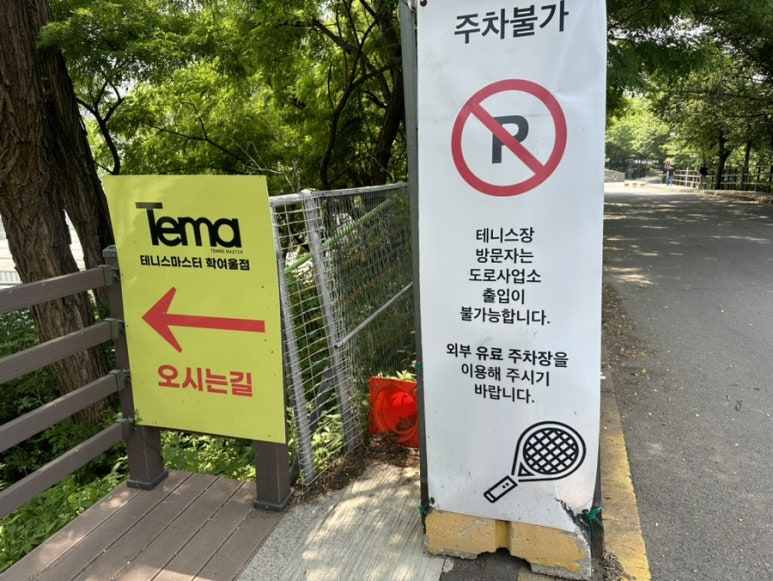 Tema
TENNIS MASTER
테니스마스터 학여울점
오시는길
주차불가
P
테니스장
방문자는
도로사업소
출입이
불가능합니다.
외부 유료 주차장을
이용해 주시기
바랍니다.